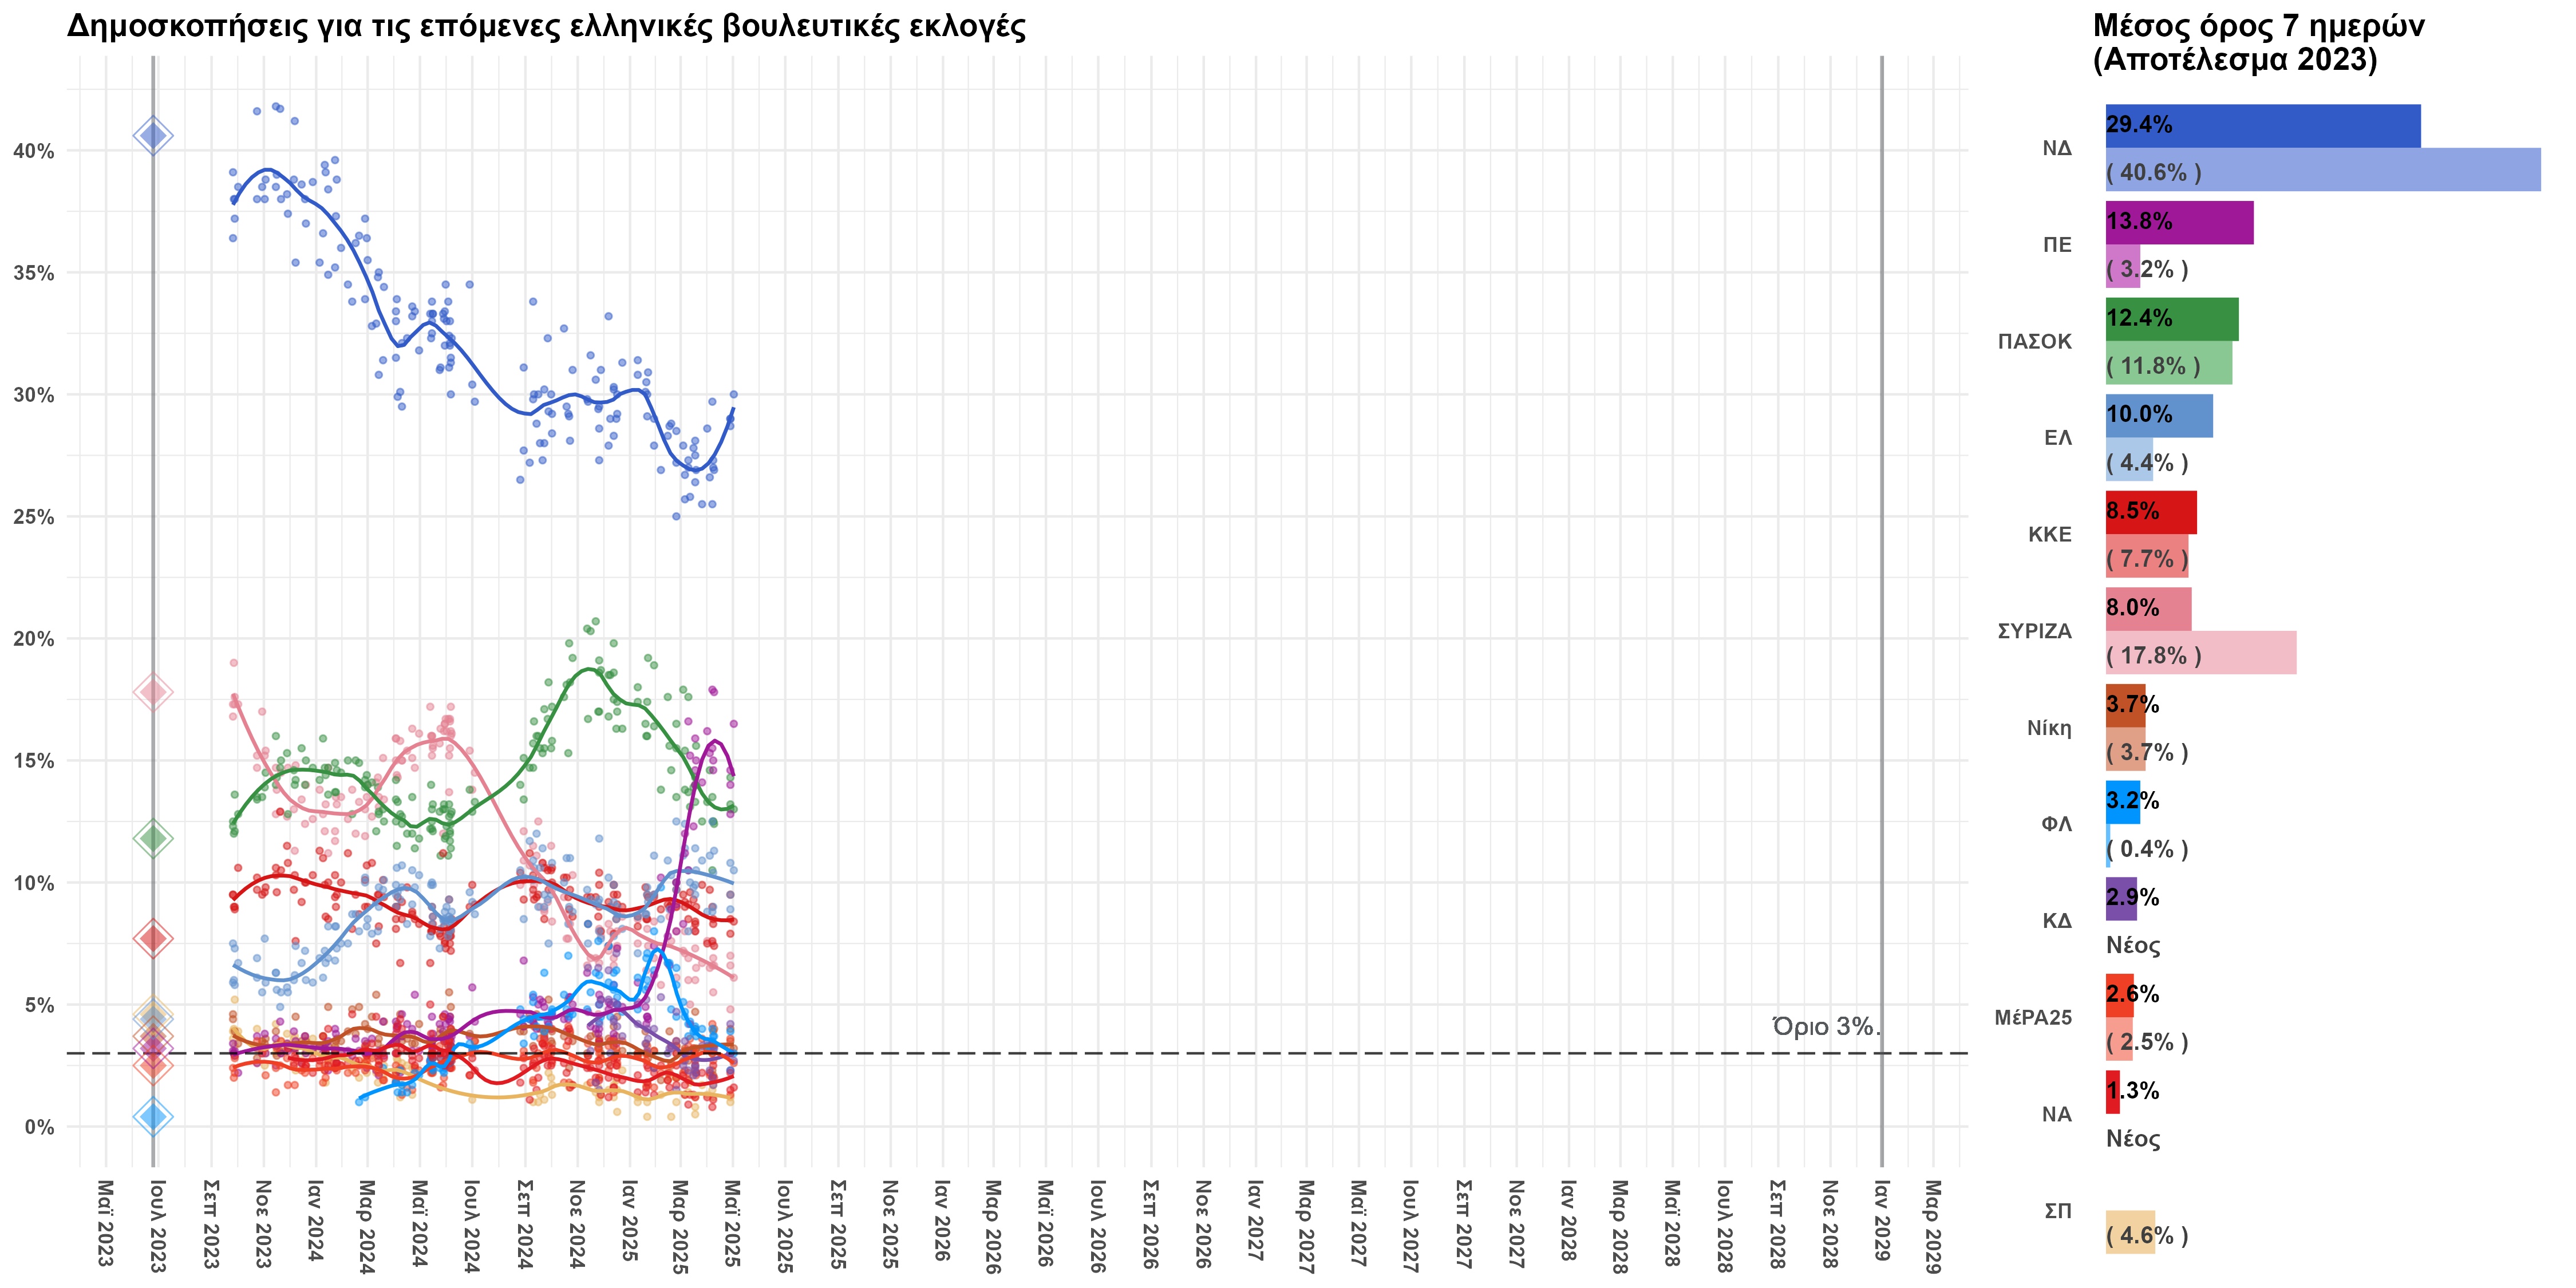 Δημοσκοπήσεις για τις επόμενες ελληνικές βουλευτικές εκλογές
40%
35%
30%
25%
20%
15%
10%
5%
0%
Όριο 3%.
Μαϊ 2023
Ιουλ 2023
Σεπ 2023
Νοε 2023
Ιαν 2024
Μαρ 2024
Μαϊ 2024
Ιουλ 2024
Σεπ 2024
Νοε 2024
Ιαν 2025
Μαρ 2025
Μαϊ 2025
Ιουλ 2025
Σεπ 2025
Νοε 2025
Ιαν 2026
Μαρ 2026
Μαϊ 2026
Ιουλ 2026
Σεπ 2026
Νοε 2026
Ιαν 2027
Μαρ 2027
Μαϊ 2027
Ιουλ 2027
Σεπ 2027
Νοε 2027
Ιαν 2028
Μαρ 2028
Μαϊ 2028
Ιουλ 2028
Σεπ 2028
Νοε 2028
Ιαν 2029
Μαρ 2029
Μέσος όρος 7 ημερών
(Αποτέλεσμα 2023)
ΝΔ
29.4%
( 40.6% )
ΠΕ
13.8%
( 3.2% )
ΠΑΣΟΚ
12.4%
( 11.8% )
ΕΛ
10.0%
( 4.4% )
ΚΚΕ
8.5%
( 7.7% )
ΣΥΡΙΖΑ
8.0%
( 17.8% )
Νίκη
3.7%
( 3.7% )
ΦΛ
3.2%
( 0.4% )
ΚΔ
2.9%
Νέος
ΜέΡΑ25
2.6%
( 2.5% )
ΝΑ
1.3%
Νέος
ΣΠ
( 4.6% )